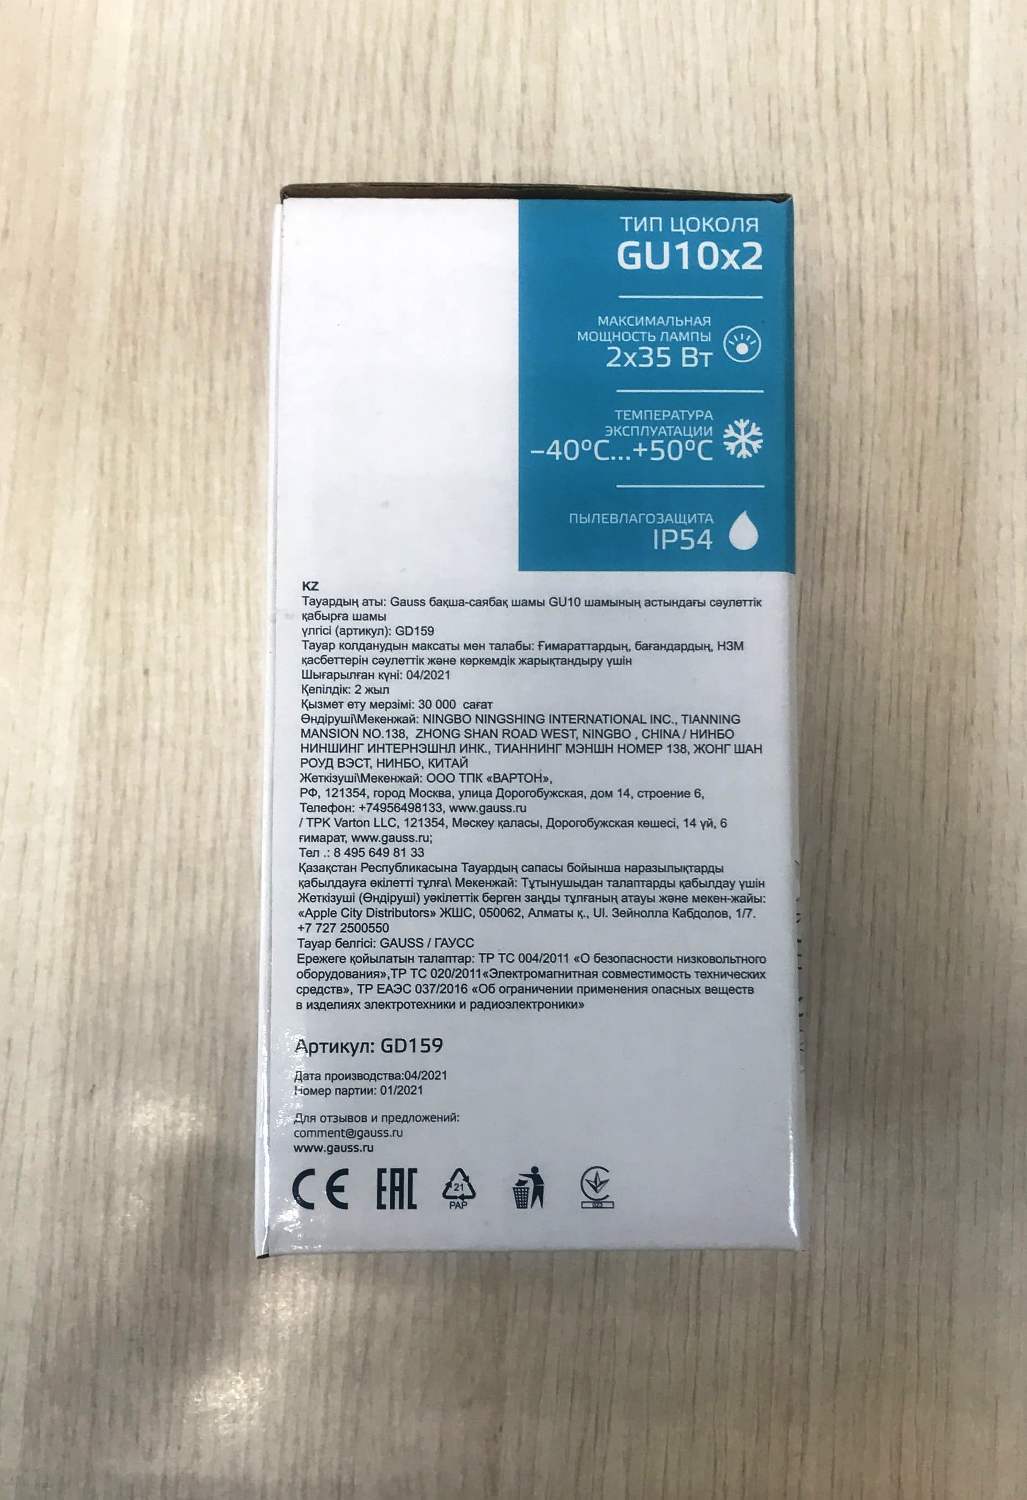 ТИП ЦОКОЛЯ
GU10x2
МАКСИМАЛЬНАЯ
МОЩНОСТЬ ЛАМПЫ
2x35 Вт
ТЕМПЕРАТУРА
ЭКСПЛУАТАЦИИ
–40°C...+50°C
ПЫЛЕВЛАГОЗАЩИТА
IP54
KZ
Тауардың аты: Gauss бақша-саябақ шамы GU10 шамының астындағы сәулеттік
қабырға шамы
үлгісі (артикул): GD159
Тауар колданудын максаты мен талабы: Ғимараттардың, бағандардың, НЗМ
қасбеттерін сәулеттік және көркемдік жарықтандыру үшін
Шығарылған күні: 04/2021
Кепілдік: 2 жыл
Қызмет ету мерзімі: 30 000 сағат
Өндіруші\Мекенжай: NINGBO NINGSHING INTERNATIONAL INC., TIANNING
MANSION NO.138, ZHONG SHAN ROAD WEST, NINGBO , CHINA / НИНБО
НИНШИНГ ИНТЕРНЭШНЛ ИНК., ТИАННИНГ МЭНШН НОМЕР 138, ЖОНГ ШАН
РОУД ВЭСТ, НИНБО, КИТАЙ
Жеткізуші\Мекенжай: ООО ТПК «ВАРТОН»,
РФ, 121354, город Москва, улица Дорогобужская, дом 14, строение 6,
Телефон: +74956498133, www.gauss.ru
/ TPK Varton LLC, 121354, Мәскеу қаласы, Дорогобужская көшесі, 14 үй, 6
ғимарат, www.gauss.ru;
Тел .: 8 495 649 81 33
Қазақстан Республикасына Тауардың сапасы бойынша наразылықтарды
қабылдауға өкілетті тұлға\ Мекенжай: Тұтынушыдан талаптарды қабылдау үшін
Жеткізуші (Өндіруші) уәкілеттік берген заңды тұлғаның атауы және мекен-жайы:
«Apple City Distributors» ЖШС, 050062, Алматы қ., Ul. Зейнолла Кабдолов, 1/7.
+7 727 2500550
Тауар белгісі: GAUSS / ГАУСС
Ережеге қойылатын талаптар: ТР ТС 004/2011 «О безопасности низковольтного
оборудования»,ТР ТС 020/2011«Электромагнитная совместимость технических
средств», ТР ЕАЭС 037/2016 «Об ограничении применения опасных веществ
в изделиях электротехники и радиоэлектроники»
Артикул: GD159
Дата производства:04/2021
Номер партии: 01/2021
Для отзывов и предложений:
comment@gauss.ru
www.gauss.ru
CE EAC 21
PAP